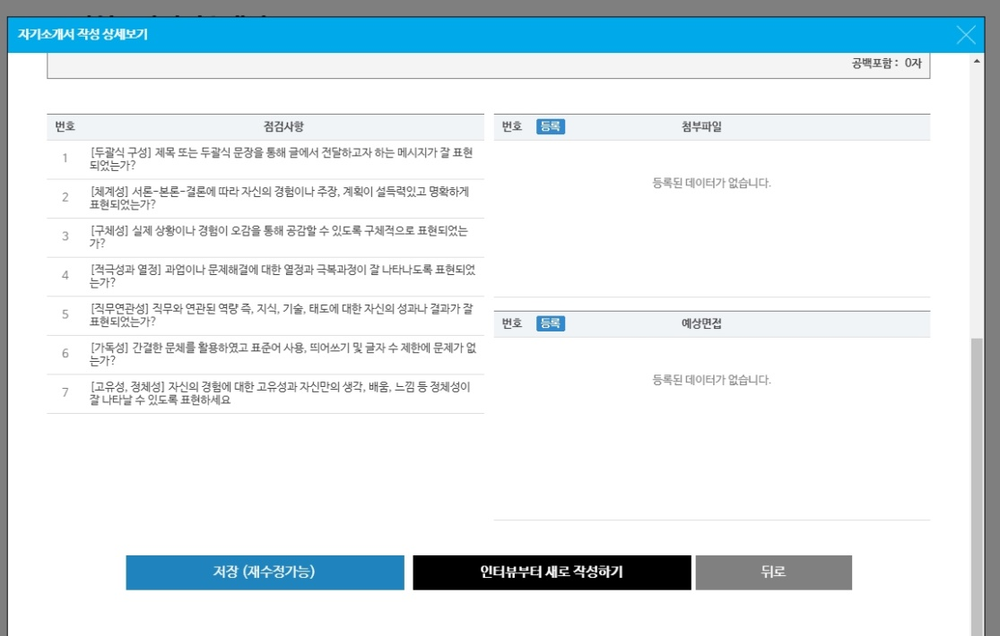 자기소개서 작성 상세보기
공백포함 : 0자
번호 점검사항
1 [두괄식 구성] 제목 또는 두괄식 문장을 통해 글에서 전달하고자 하는 메시지가 잘 표현
되었는가?
2 [체계성] 서론-본론-결론에 따라 자신의 경험이나 주장, 계획이 설득력있고 명확하게
표현되었는가?
3 [구체성] 실제 상황이나 경험이 오감을 통해 공감할 수 있도록 구체적으로 표현되었는
가?
4 [적극성과 열정] 과업이나 문제해결에 대한 열정과 극복과정이 잘 나타나도록 표현되었
는가?
5 [직무연관성] 직무와 연관된 역량 즉, 지식, 기술, 태도에 대한 자신의 성과나 결과가 잘
표현되었는가?
6 [가독성] 간결한 문체를 활용하였고 표준어 사용, 띄어쓰기 및 글자 수 제한에 문제가 없
는가?
7 [고유성, 정체성] 자신의 경험에 대한 고유성과 자신만의 생각, 배움, 느낌 등 정체성이
잘 나타날 수 있도록 표현하세요
번호 등록 첨부파일
등록된 데이터가 없습니다.
번호 등록 예상면접
등록된 데이터가 없습니다.
저장 (재수정가능) 인터뷰부터 새로 작성하기 뒤로